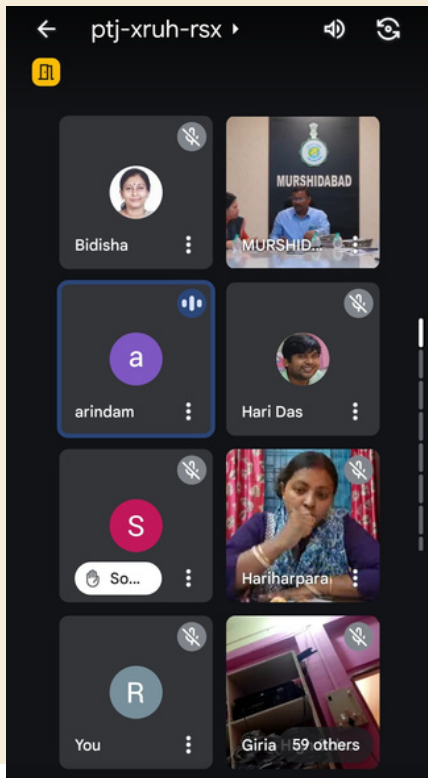 ptj-xruh-rsx
Bidisha
MURSHIDABAD
MURSHID...
a
arindam
Hari Das
S
So...
Hariharpara
R
You
Giria
59 others